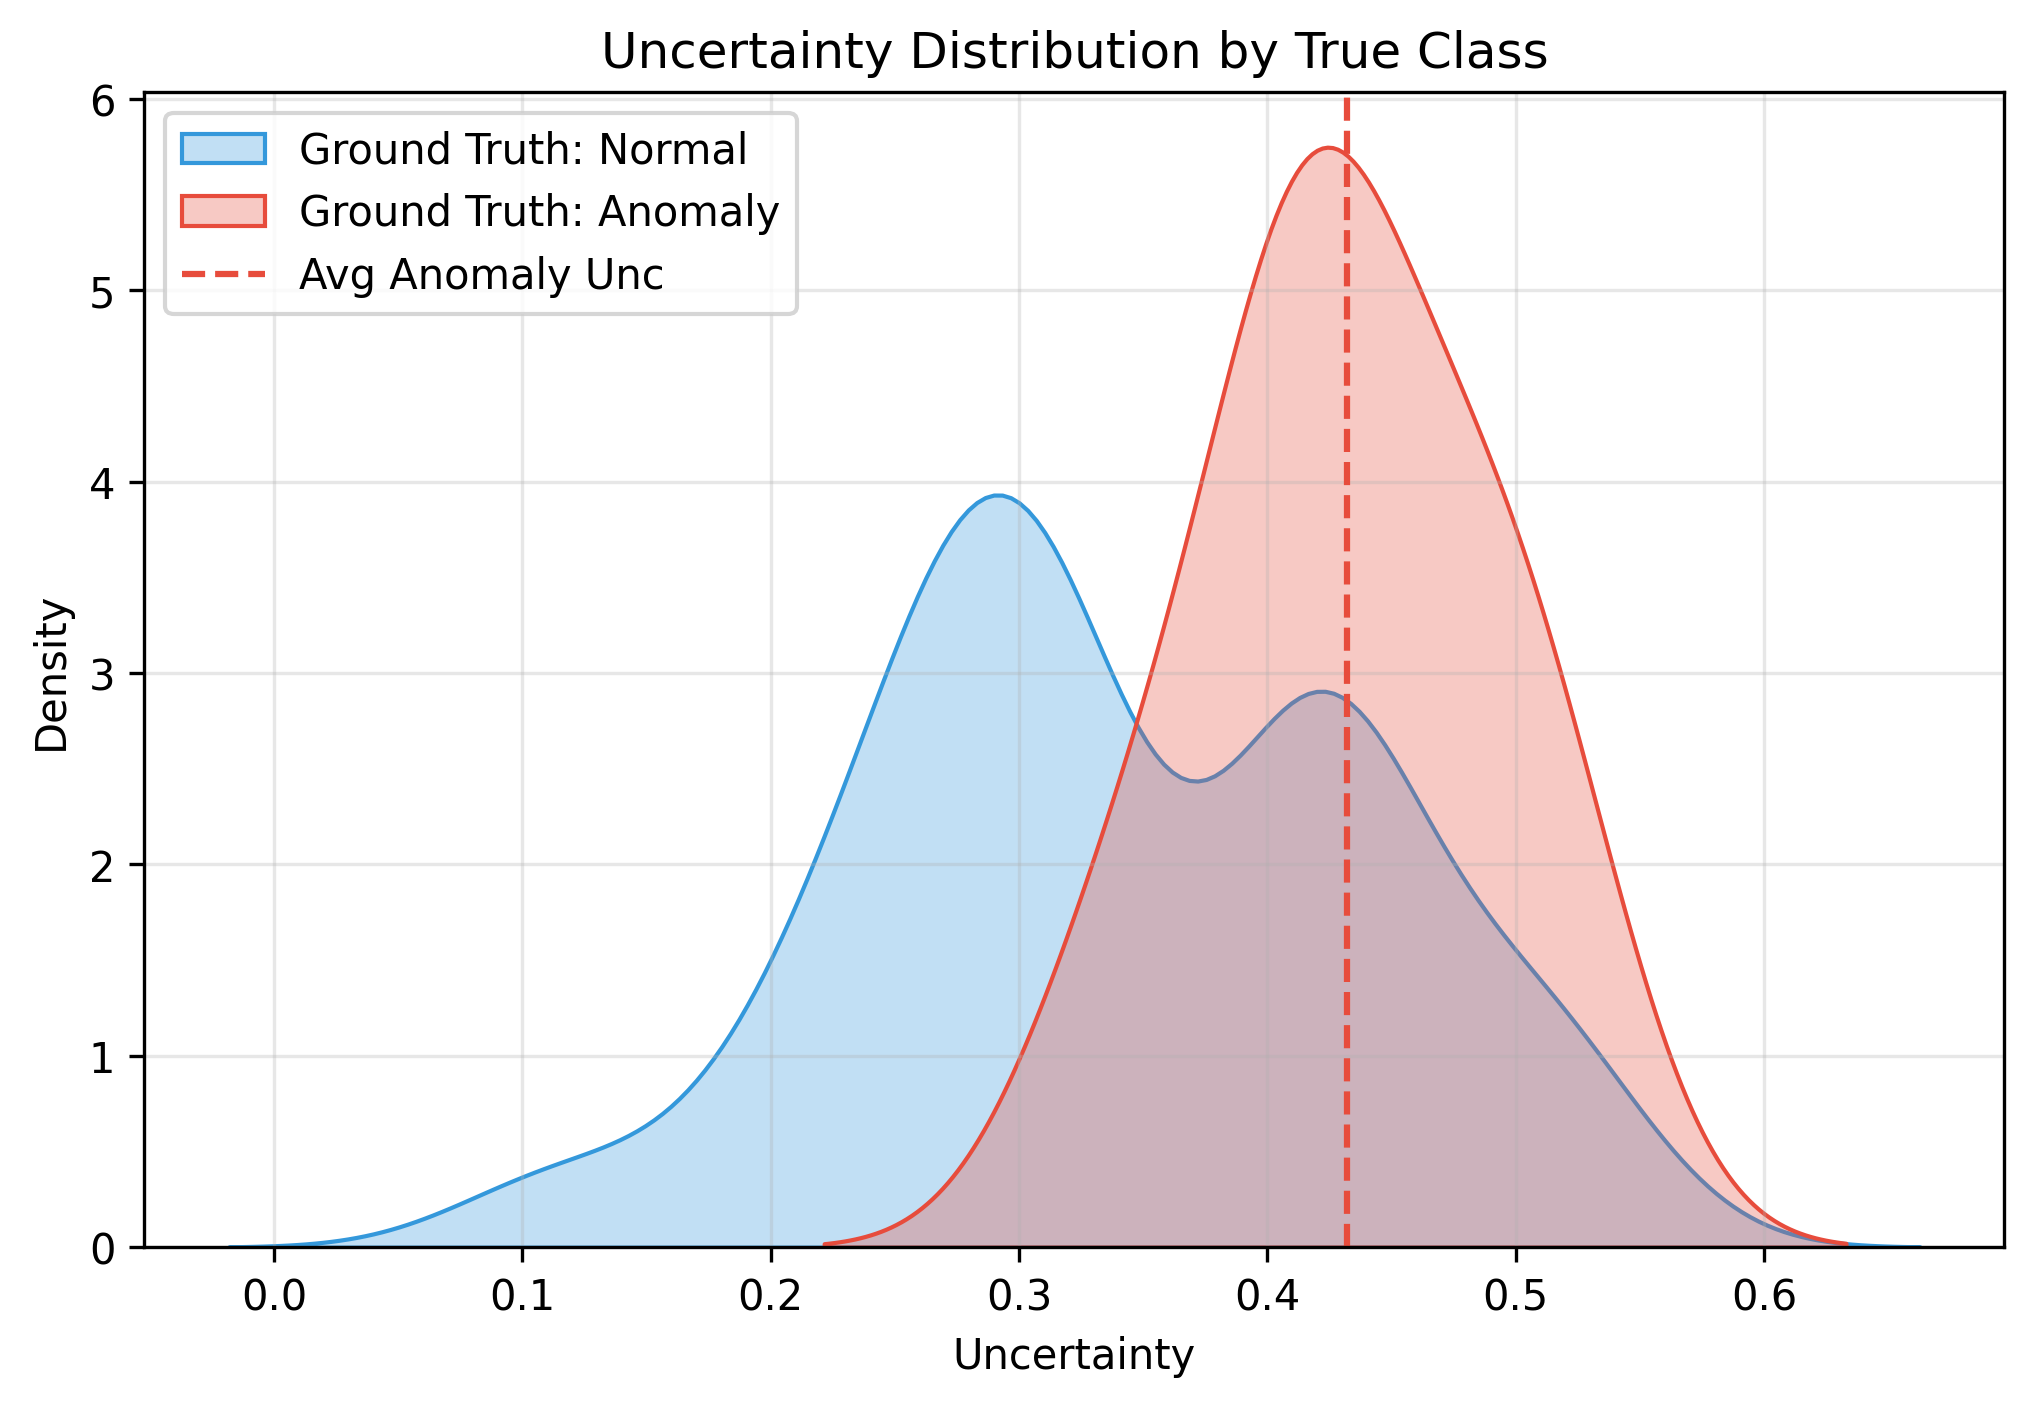 Uncertainty Distribution by True Class
Ground Truth: Normal
Ground Truth: Anomaly
Avg Anomaly Unc
Density
6
5
4
3
2
1
0
0.0 0.1 0.2 0.3 0.4 0.5 0.6
Uncertainty